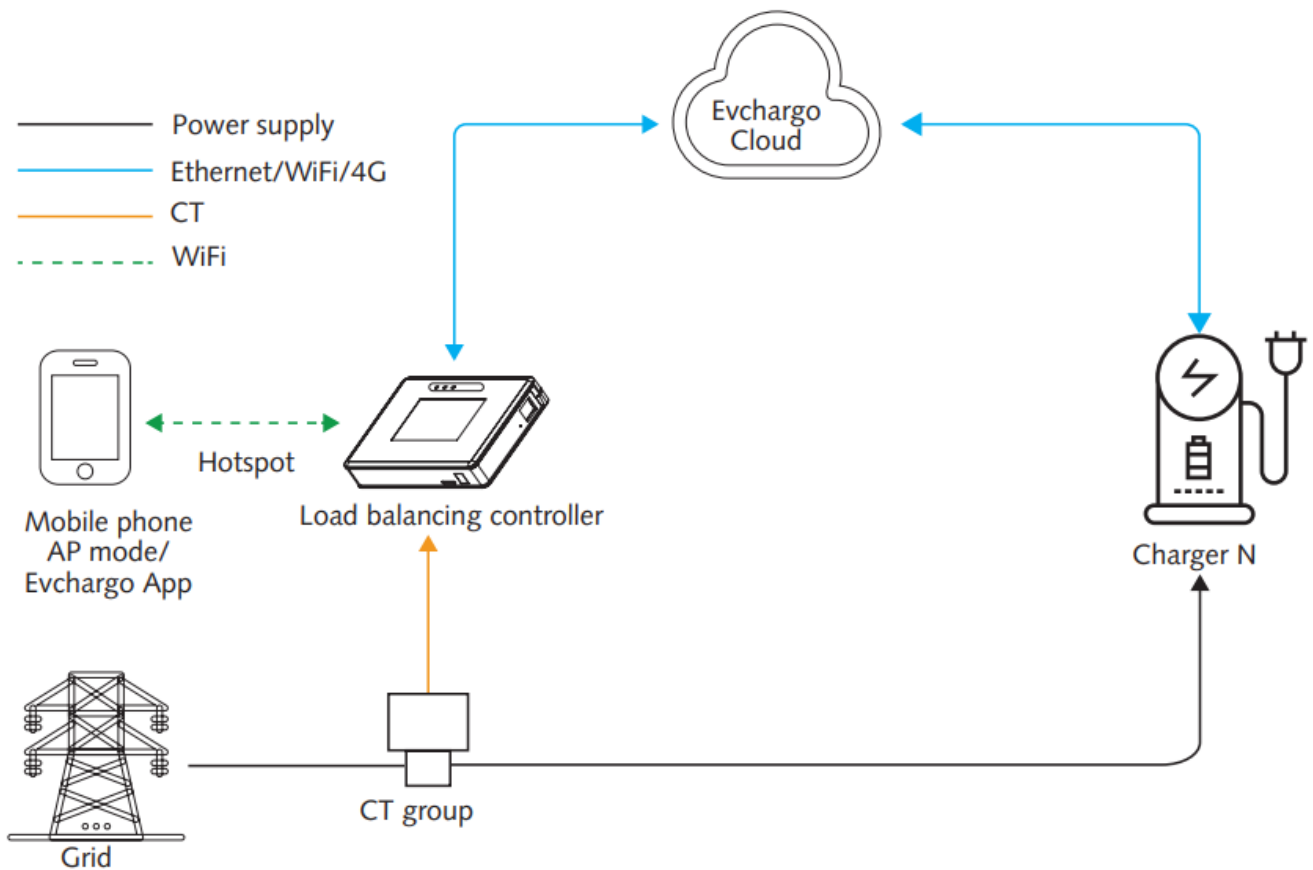 Power supply
Ethernet/WiFi/4G
CT
WiFi
Evchargo
Cloud
Hotspot
Mobile phone
AP mode/
Evchargo App
Load balancing controller
Charger N
CT group
Grid